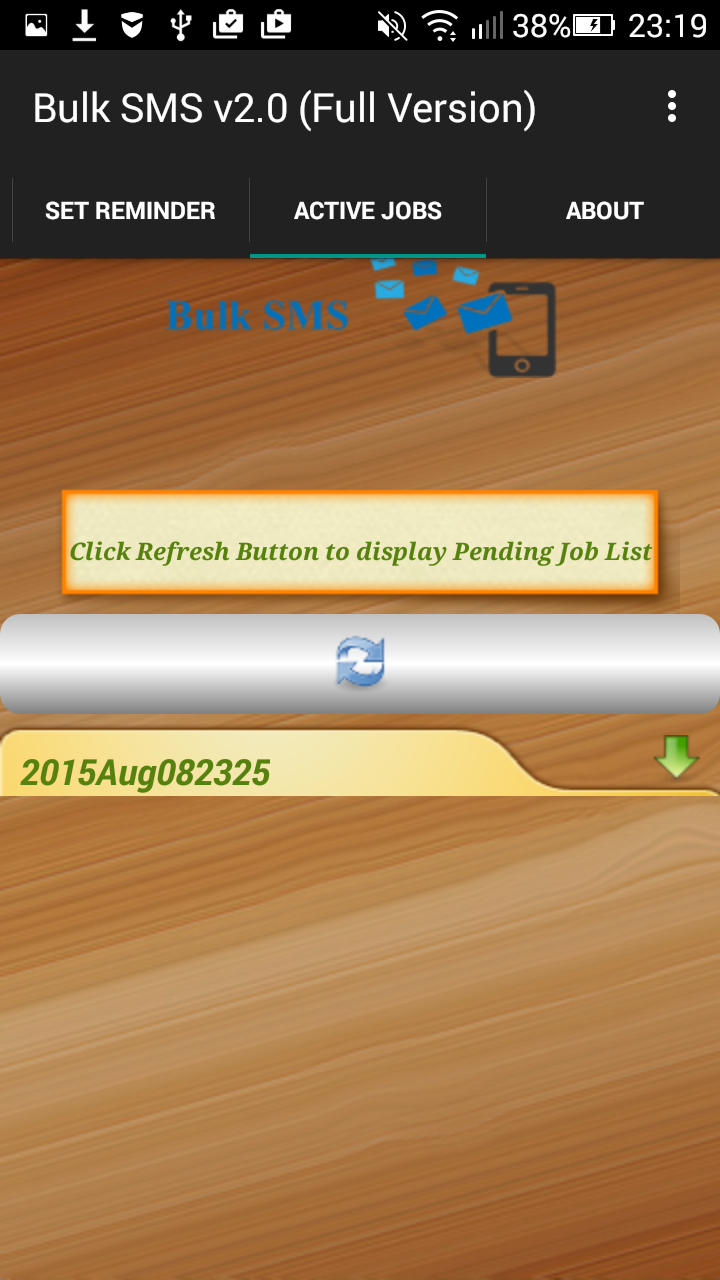 38% 23:19
Bulk SMS v2.0 (Full Version)
SET REMINDER ACTIVE JOBS ABOUT
Bulk SMS
Click Refresh Button to display Pending Job List
2015Aug082325